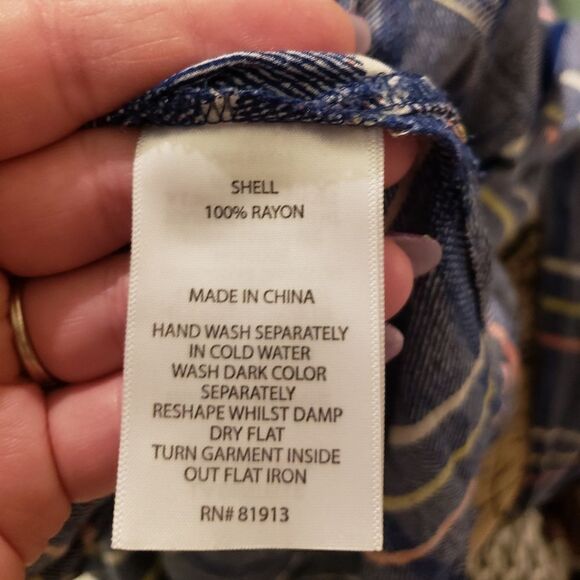 SHELL
100% RAYON
MADE IN CHINA
HAND WASH SEPARATELY
IN COLD WATER
WASH DARK COLOR
SEPARATELY
RESHAPE WHILST DAMP
DRY FLAT
TURN GARMENT INSIDE
OUT FLAT IRON
RN# 81913